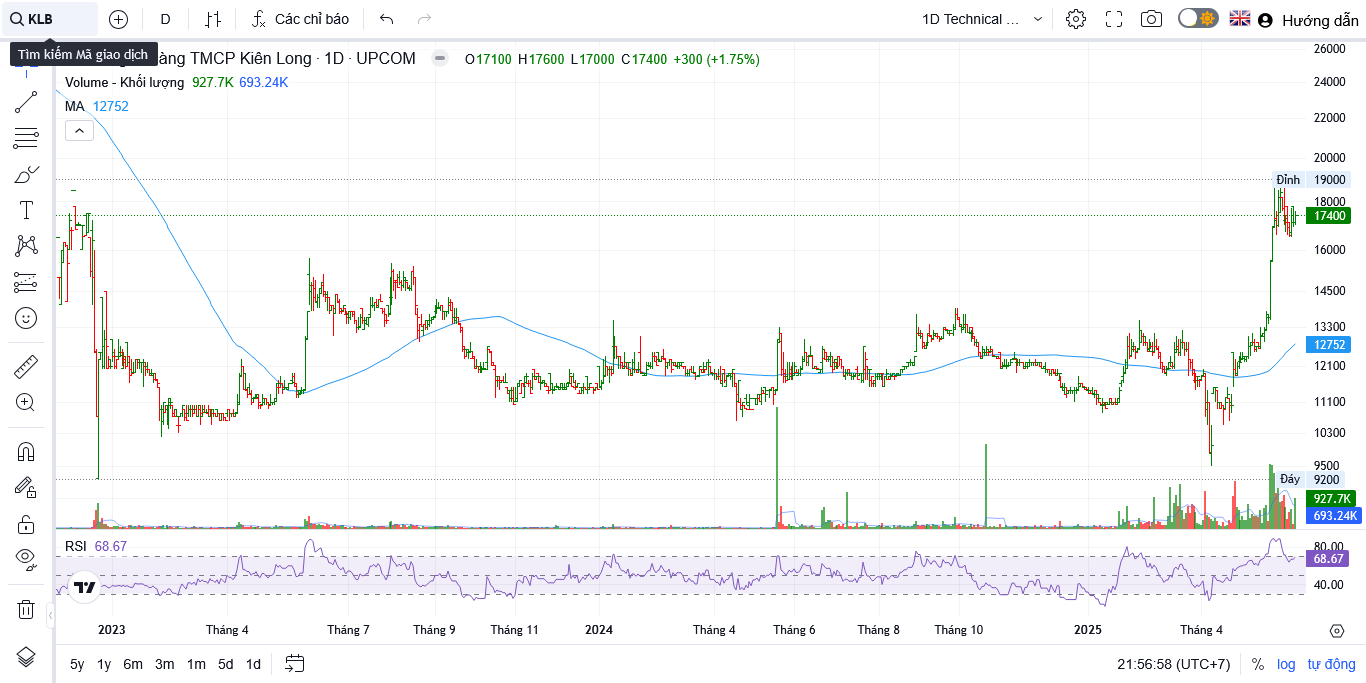 KLB D Các chỉ báo 1D Technical ... Hướng dẫn
Tìm kiếm Mã giao dịch
àng TMCP Kiên Long · 1D · UPCOM O17100 H17600 L17000 C17400 +300 (+1.75%)
Volume - Khối lượng 927.7K 693.24K
MA 12752
26000
24000
22000
20000
Đỉnh 19000
18000
17400
16000
14500
13300
12752
12100
11100
10300
9500
Đáy 9200
927.7K
693.24K
RSI 68.67
80.00
68.67
40.00
2023 Tháng 4 Tháng 7 Tháng 9 Tháng 11 2024 Tháng 4 Tháng 6 Tháng 8 Tháng 10 2025 Tháng 4
5y 1y 6m 3m 1m 5d 1d 21:56:58 (UTC+7) % log tự động